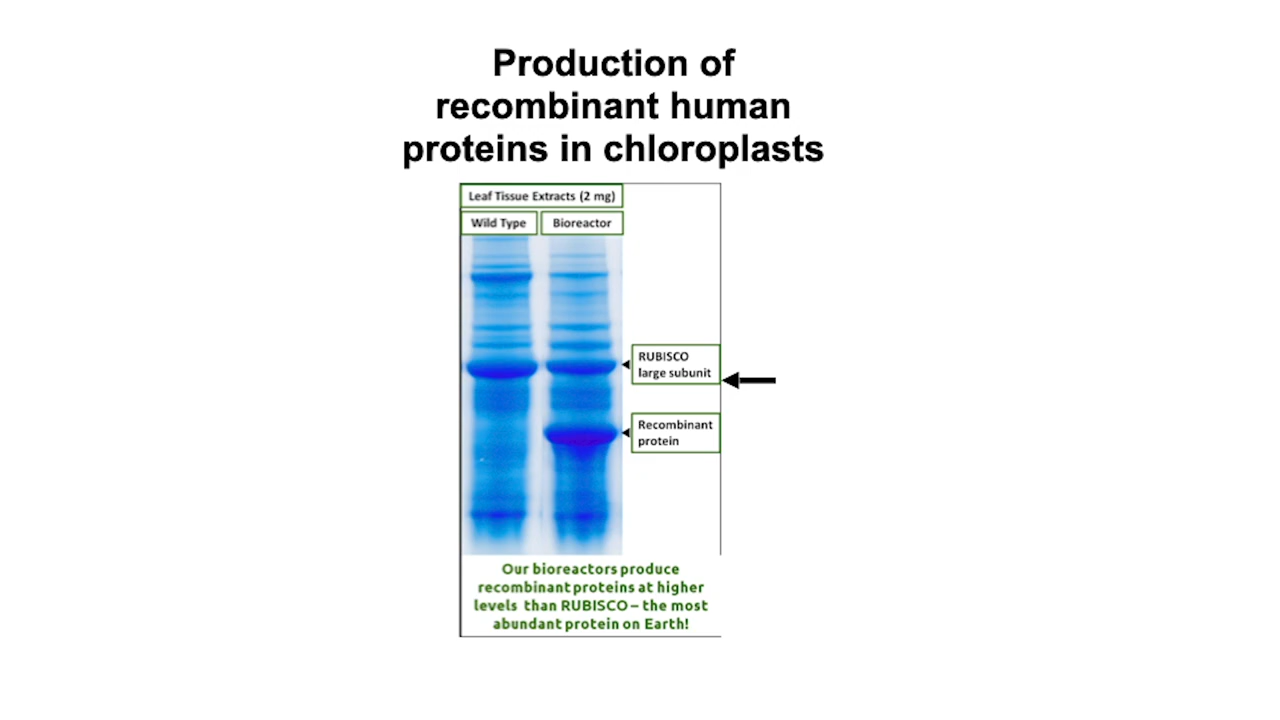 Production of
recombinant human
proteins in chloroplasts
Leaf Tissue Extracts (2 mg)
Wild Type
Bioreactor
RUBISCO
large subunit
Recombinant
protein
Our bioreactors produce
recombinant proteins at higher
levels than RUBISCO – the most
abundant protein on Earth!